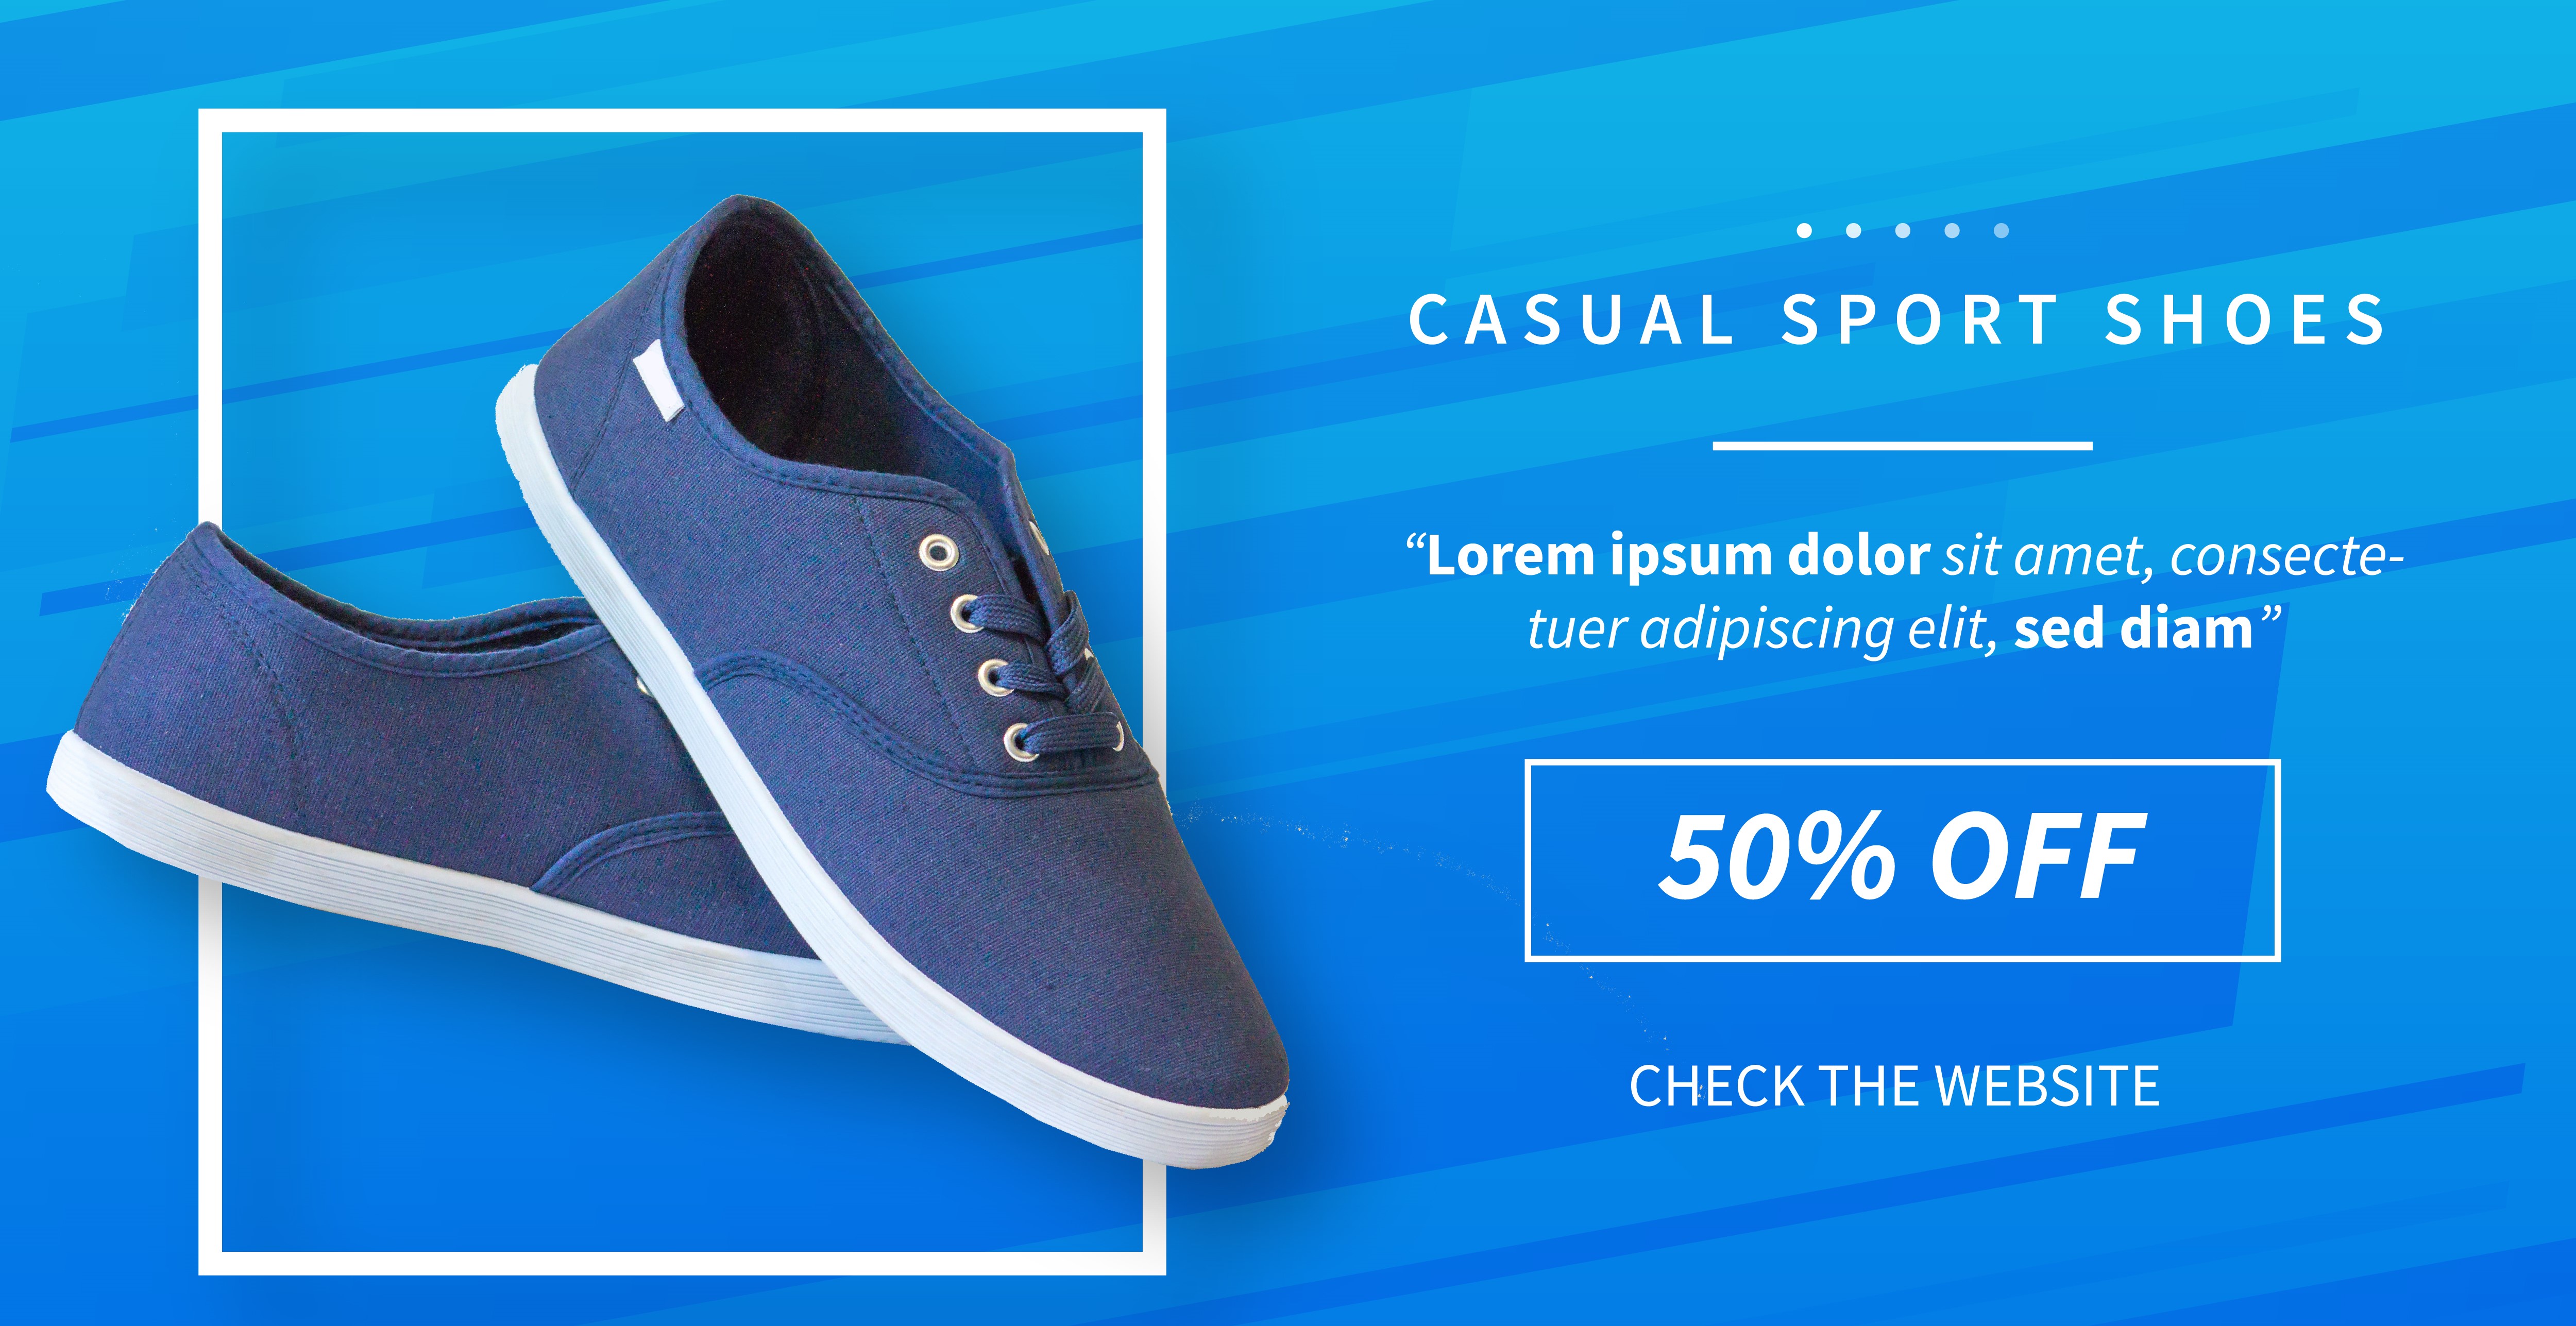 CASUAL SPORT SHOES
“Lorem ipsum dolor sit amet, consecte-
tuer adipiscing elit, sed diam”
50% OFF
CHECK THE WEBSITE